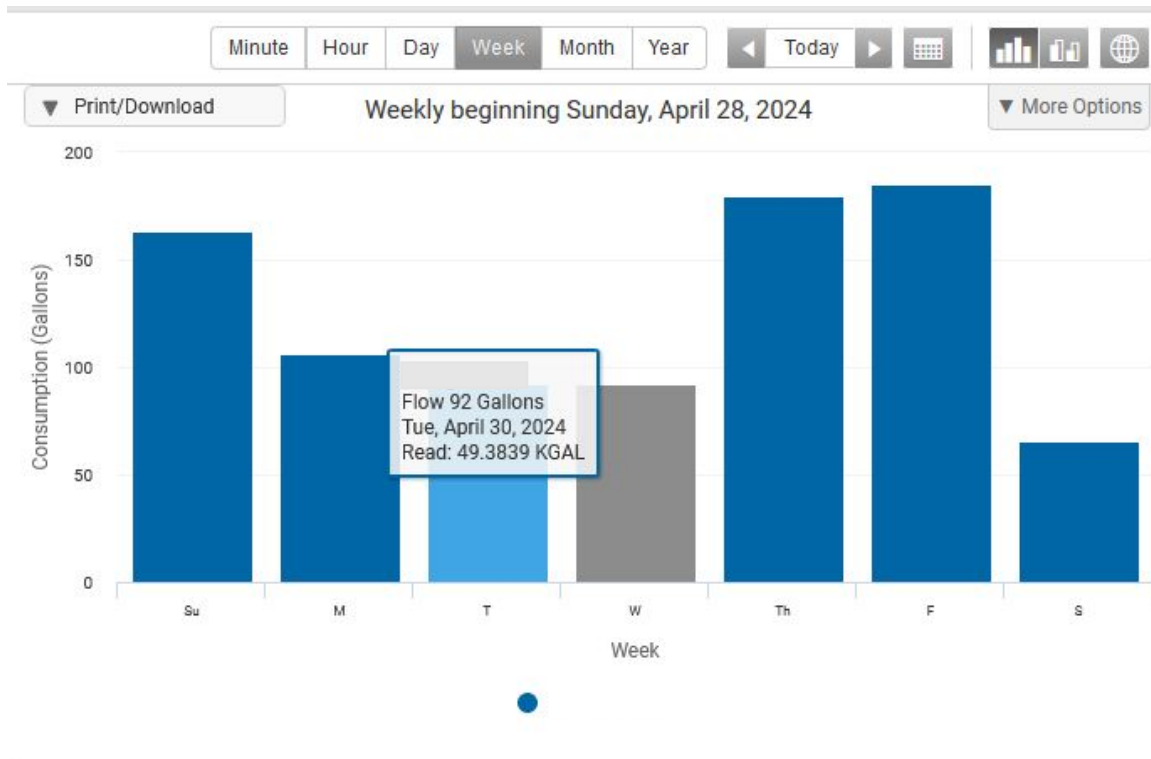 Minute Hour Day Week Month Year Today
Print/Download
Weekly beginning Sunday, April 28, 2024
More Options
200
150
100
50
0
Consumption (Gallons)
Flow 92 Gallons
Tue, April 30, 2024
Read: 49.3839 KGAL
Su M T W Th F S
Week